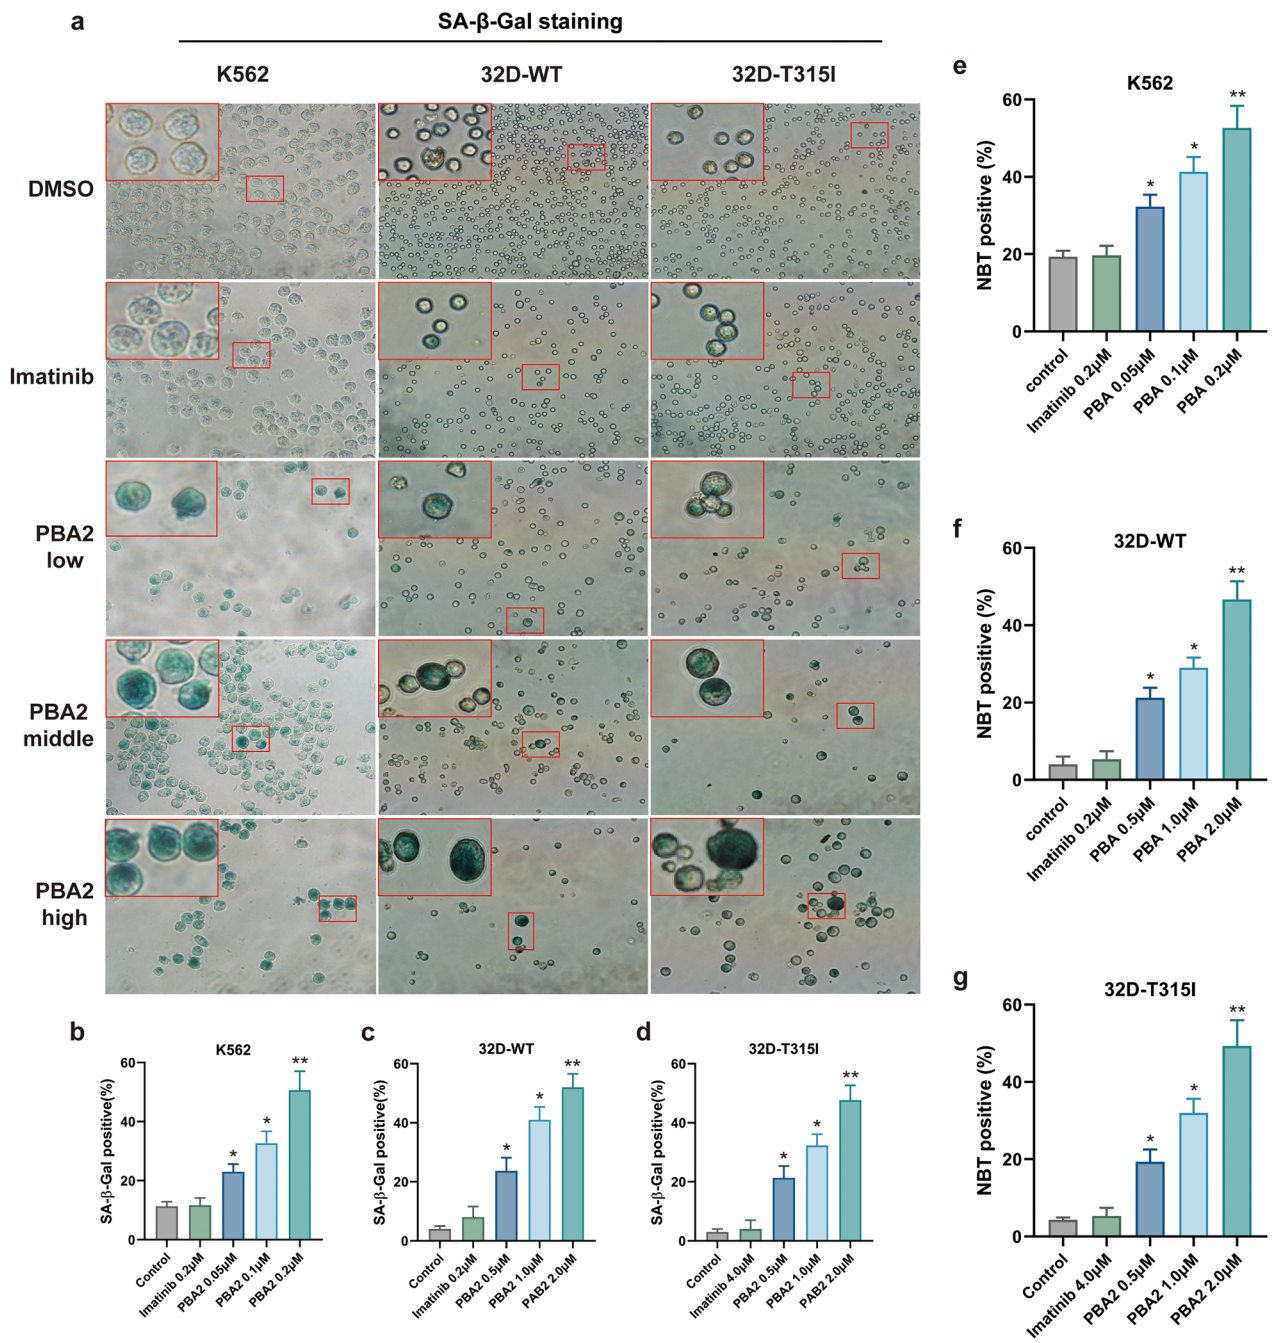 a
SA-β-Gal staining
K562
32D-WT
32D-T315I
DMSO
Imatinib
PBA2
low
PBA2
middle
PBA2
high
b
K562
SA-β-Gal positive(%)
60
40
20
0
**
*
*
Control
Imatinib 0.2μM
PBA2 0.05μM
PBA2 0.1μM
PBA2 0.2μM
c
32D-WT
SA-β-Gal positive(%)
60
40
20
0
**
*
*
Control
Imatinib 0.2μM
PBA2 0.5μM
PBA2 1.0μM
PAB2 2.0μM
d
32D-T315I
SA-β-Gal positive(%)
60
40
20
0
**
*
*
Control
Imatinib 4.0μM
PBA2 0.5μM
PBA2 1.0μM
PAB2 2.0μM
e
K562
NBT positive (%)
60
40
20
0
**
*
*
control
Imatinib 0.2μM
PBA 0.05μM
PBA 0.1μM
PBA 0.2μM
f
32D-WT
NBT positive (%)
60
40
20
0
**
*
*
control
Imatinib 0.2μM
PBA 0.5μM
PBA 1.0μM
PBA 2.0μM
g
32D-T315I
NBT positive (%)
60
40
20
0
**
*
*
Control
Imatinib 4.0μM
PBA2 0.5μM
PBA2 1.0μM
PBA2 2.0μM